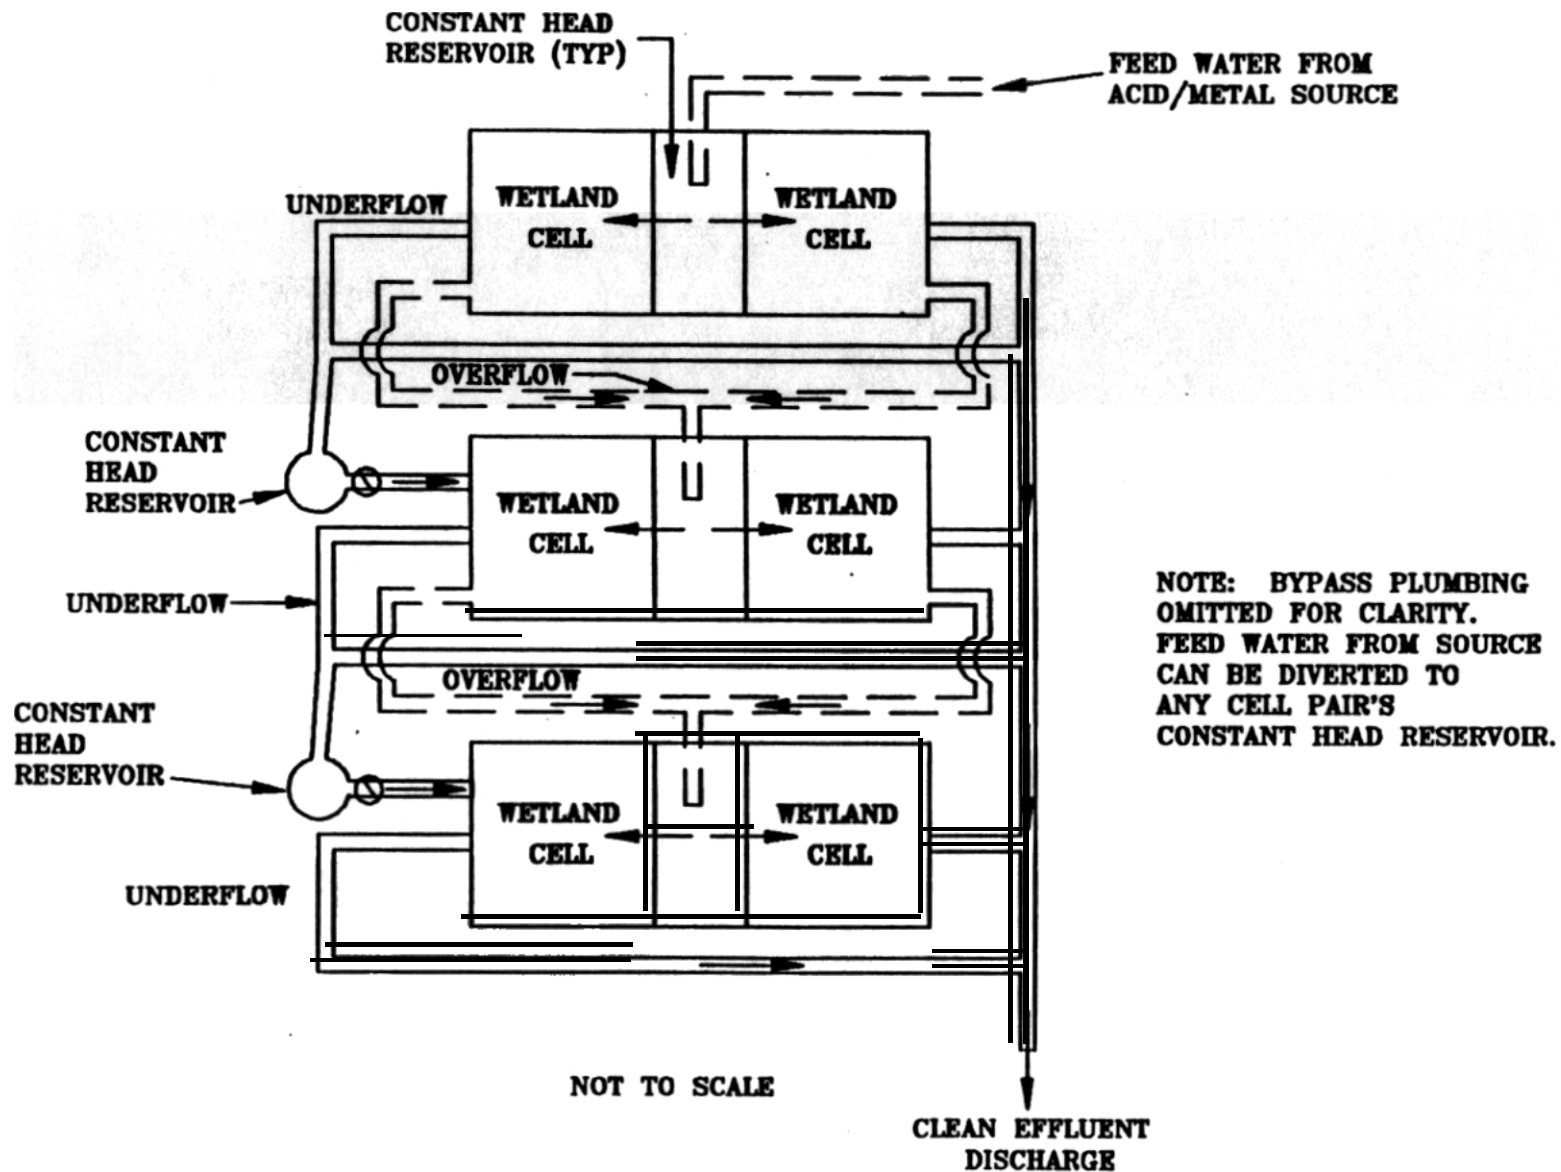 CONSTANT HEAD
RESERVOIR (TYP)
FEED WATER FROM
ACID/METAL SOURCE
UNDERFLOW
WETLAND
CELL
WETLAND
CELL
OVERFLOW
CONSTANT
HEAD
RESERVOIR
WETLAND
CELL
WETLAND
CELL
UNDERFLOW
NOTE: BYPASS PLUMBING
OMITTED FOR CLARITY.
FEED WATER FROM SOURCE
CAN BE DIVERTED TO
ANY CELL PAIR'S
CONSTANT HEAD RESERVOIR.
OVERFLOW
CONSTANT
HEAD
RESERVOIR
WETLAND
CELL
WETLAND
CELL
UNDERFLOW
NOT TO SCALE
CLEAN EFFLUENT
DISCHARGE